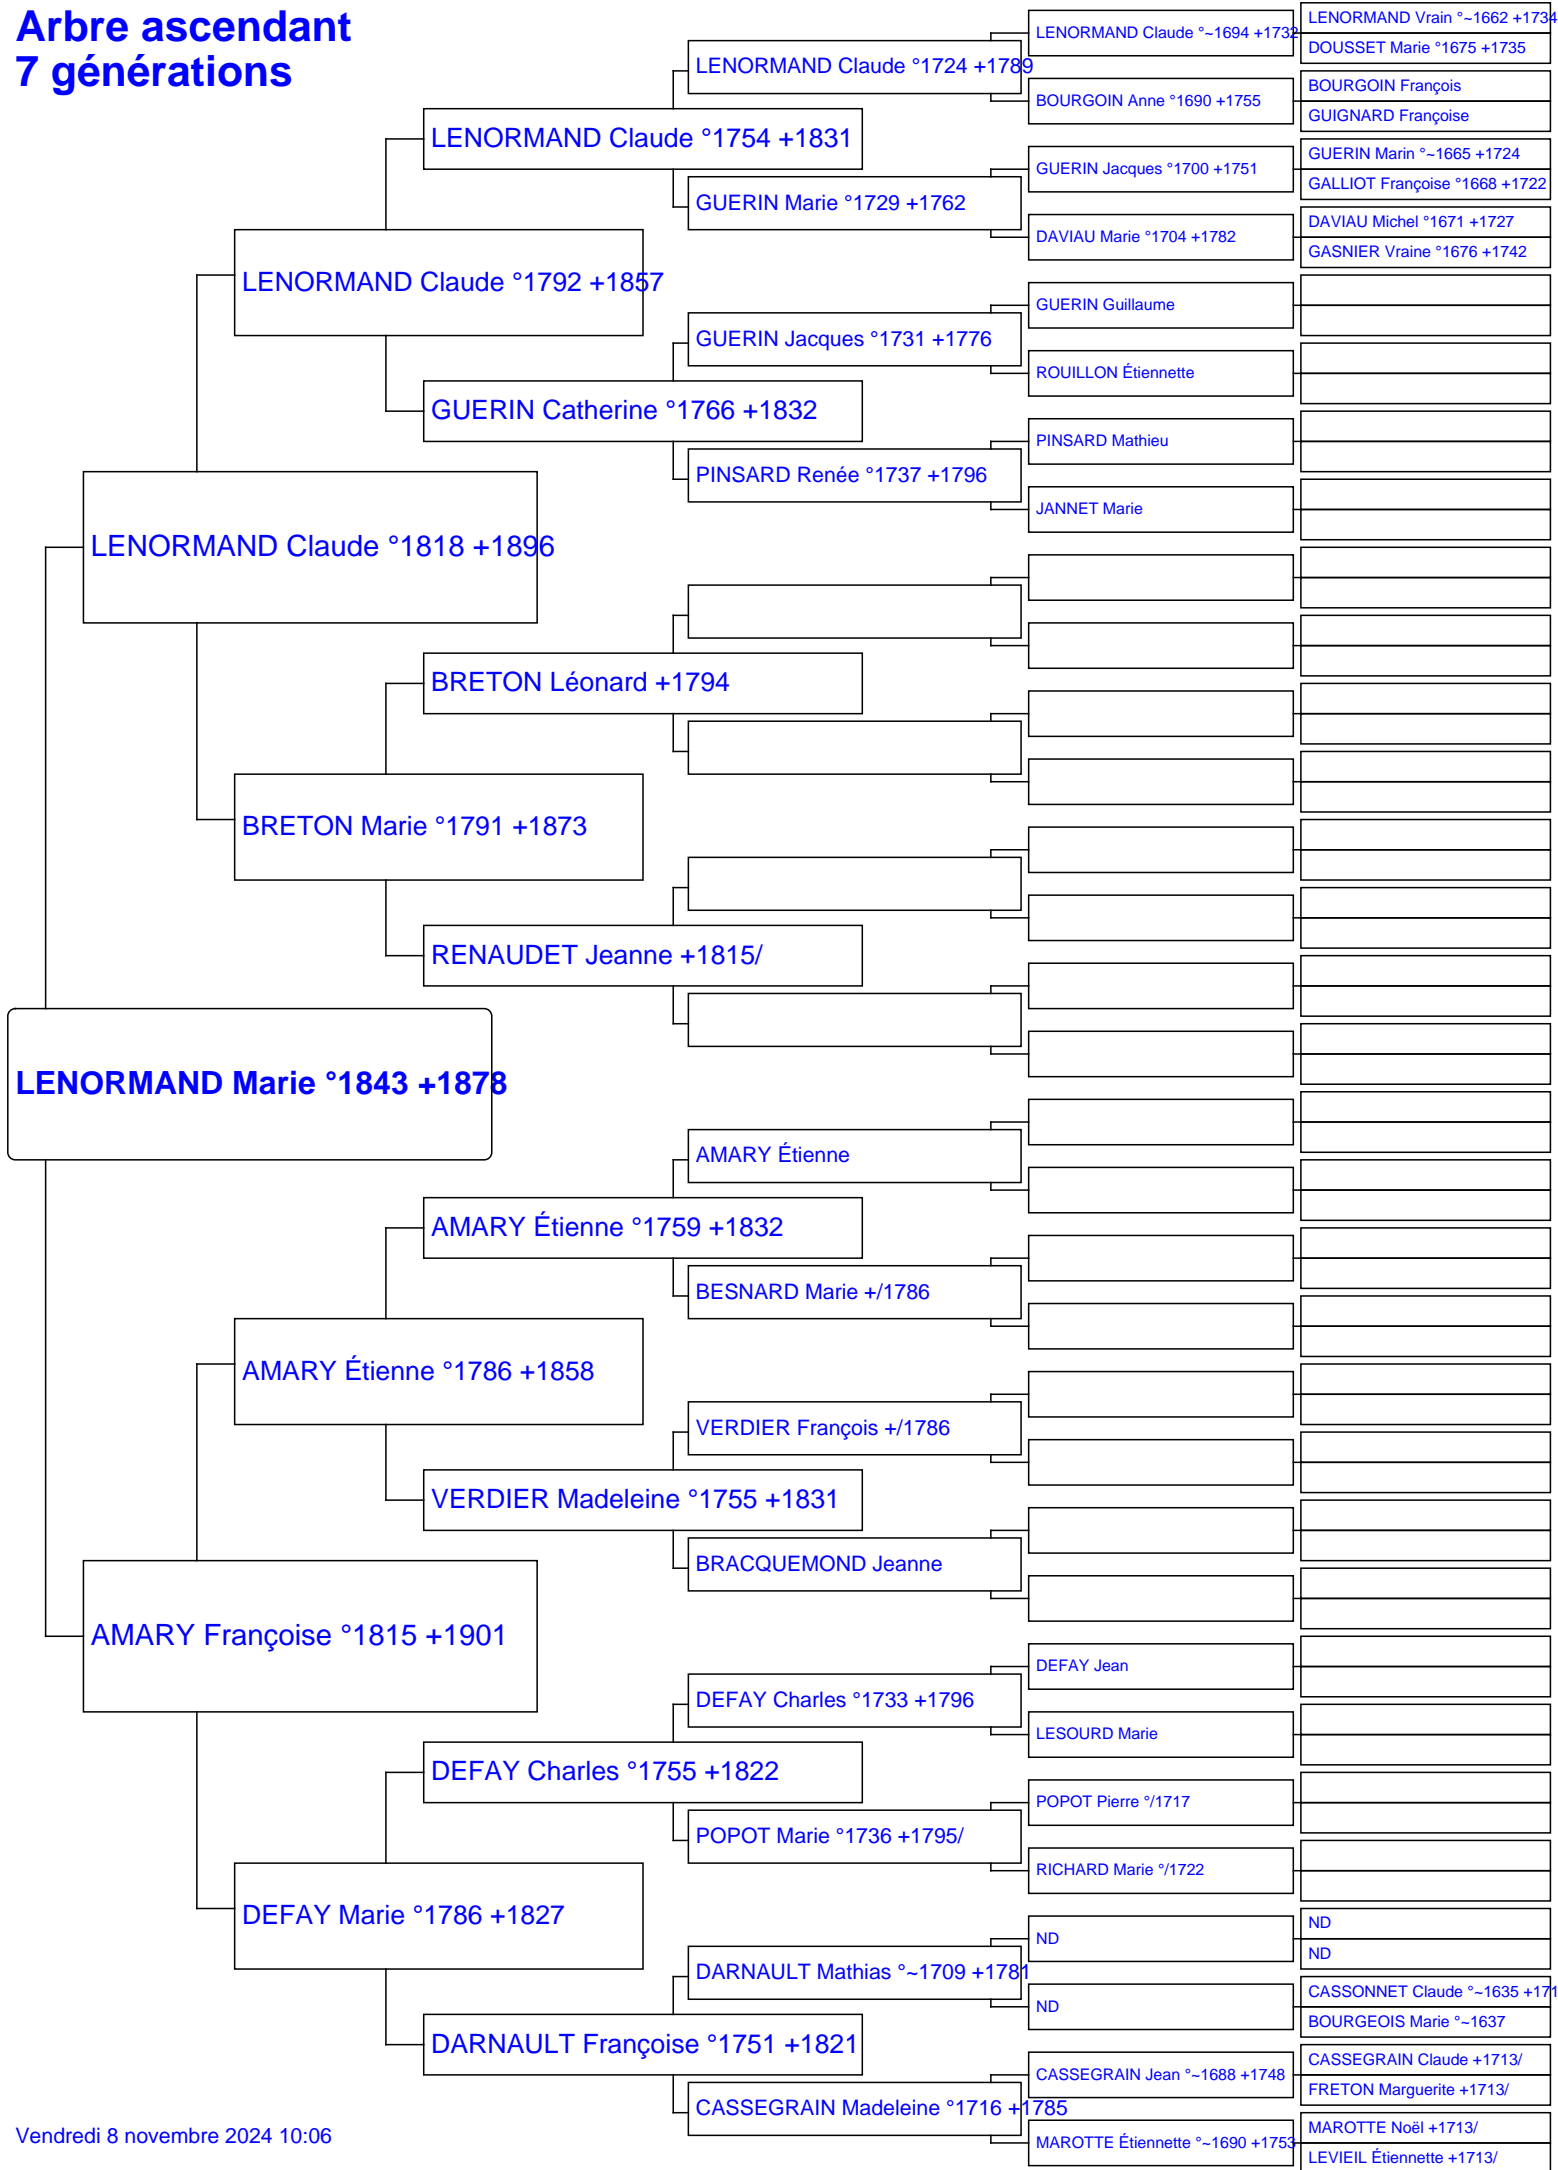 Arbre ascendant
7 générations
LENORMAND Marie °1843 +1878
LENORMAND Claude °1818 +1896
AMARY Françoise °1815 +1901
LENORMAND Claude °1792 +1857
BRETON Marie °1791 +1873
AMARY Étienne °1786 +1858
DEFAY Marie °1786 +1827
LENORMAND Claude °1754 +1831
GUERIN Catherine °1766 +1832
BRETON Léonard +1794
RENAUDET Jeanne +1815/
AMARY Étienne °1759 +1832
VERDIER Madeleine °1755 +1831
DEFAY Charles °1755 +1822
DARNAULT Françoise °1751 +1821
LENORMAND Claude °1724 +1789
GUERIN Marie °1729 +1762
GUERIN Jacques °1731 +1776
PINSARD Renée °1737 +1796
AMARY Étienne
BESNARD Marie +/1786
VERDIER François +/1786
BRACQUEMOND Jeanne
DEFAY Charles °1733 +1796
POPOT Marie °1736 +1795/
DARNAULT Mathias °~1709 +1781
CASSEGRAIN Madeleine °1716 +1785
LENORMAND Claude °~1694 +1732
BOURGOIN Anne °1690 +1755
GUERIN Jacques °1700 +1751
DAVIAU Marie °1704 +1782
GUERIN Guillaume
ROUILLON Étiennette
PINSARD Mathieu
JANNET Marie
DEFAY Jean
LESOURD Marie
POPOT Pierre °/1717
RICHARD Marie °/1722
ND
ND
CASSEGRAIN Jean °~1688 +1748
MAROTTE Étiennette °~1690 +1753
LENORMAND Vrain °~1662 +1734
DOUSSET Marie °1675 +1735
BOURGOIN François
GUIGNARD Françoise
GUERIN Marin °~1665 +1724
GALLIOT Françoise °1668 +1722
DAVIAU Michel °1671 +1727
GASNIER Vraine °1676 +1742
ND
ND
CASSONNET Claude °~1635 +171
BOURGEOIS Marie °~1637
CASSEGRAIN Claude +1713/
FRETON Marguerite +1713/
MAROTTE Noël +1713/
LEVIEIL Étiennette +1713/
Vendredi 8 novembre 2024 10:06